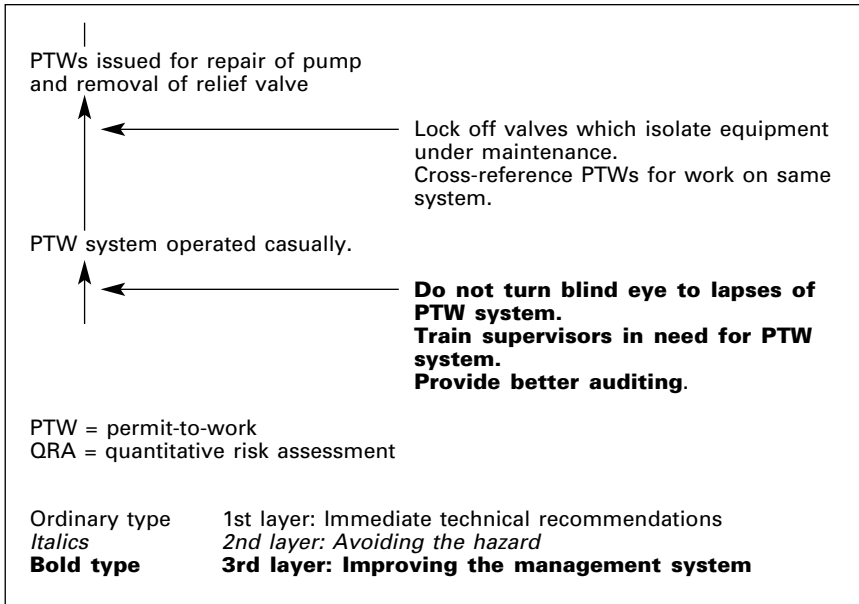 PTWs issued for repair of pump
and removal of relief valve
Lock off valves which isolate equipment
under maintenance.
Cross-reference PTWs for work on same
system.
PTW system operated casually.
Do not turn blind eye to lapses of
PTW system.
Train supervisors in need for PTW
system.
Provide better auditing.
PTW = permit-to-work
QRA = quantitative risk assessment
Ordinary type 1st layer: Immediate technical recommendations
Italics 2nd layer: Avoiding the hazard
Bold type 3rd layer: Improving the management system